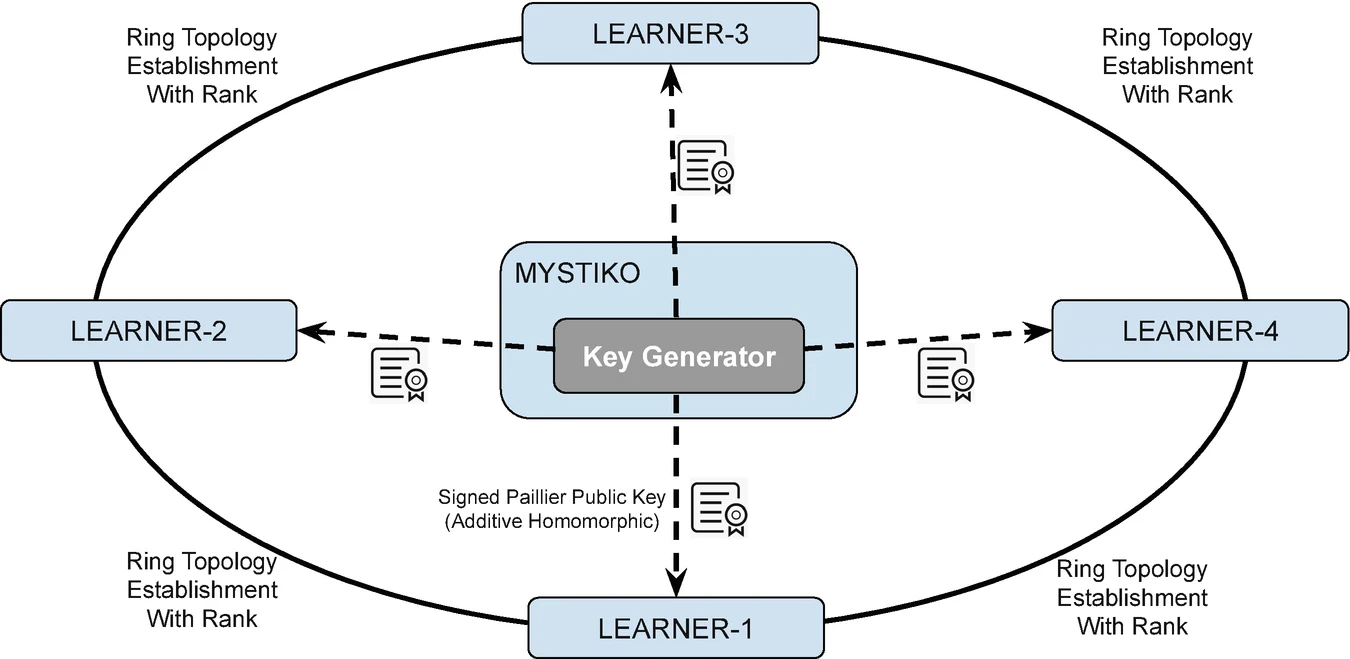 LEARNER-3
Ring Topology
Establishment
With Rank
Ring Topology
Establishment
With Rank
MYSTIKO
LEARNER-2
Key Generator
LEARNER-4
Signed Paillier Public Key
(Additive Homomorphic)
Ring Topology
Establishment
With Rank
Ring Topology
Establishment
With Rank
LEARNER-1